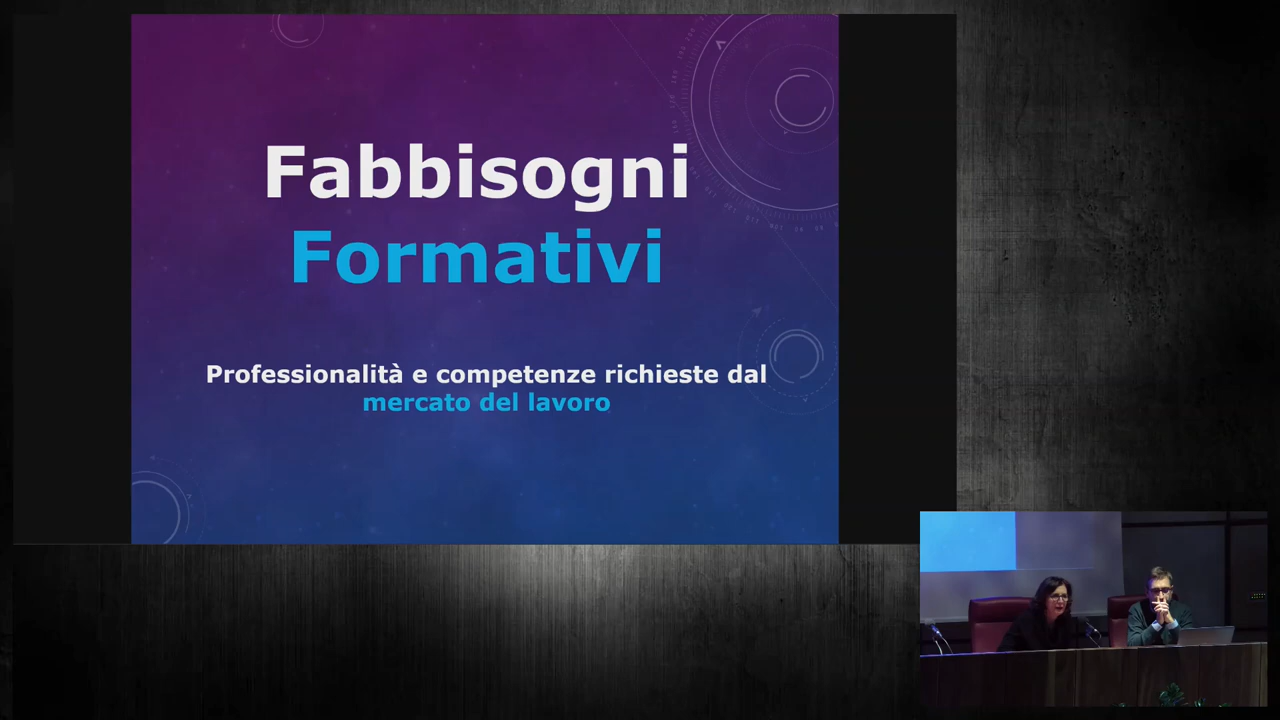 Fabbisogni
Formativi
Professionalità e competenze richieste dal
mercato del lavoro